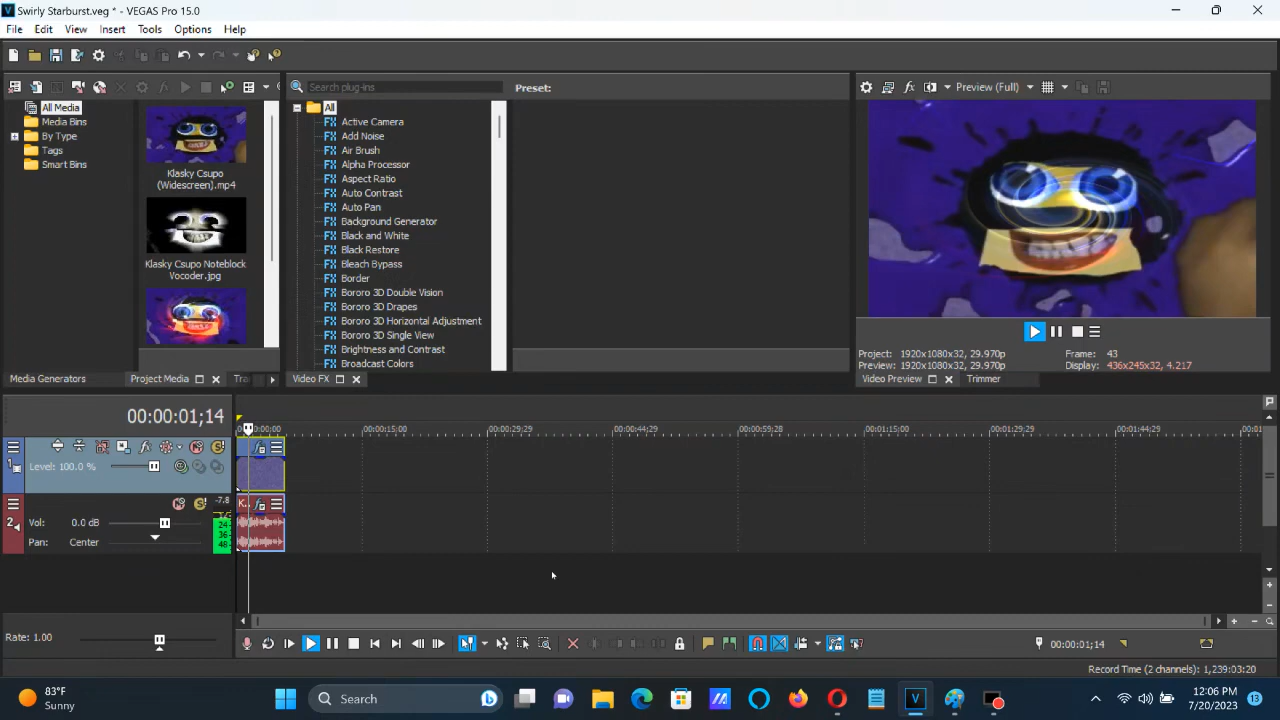 Swirly Starburst.veg * - VEGAS Pro 15.0
File Edit View Insert Tools Options Help
Search plug-ins
Preset:
Preview (Full)
All Media
Media Bins
By Type
Tags
Smart Bins
Klasky Csupo
(Widescreen).mp4
Klasky Csupo Noteblock
Vocoder.jpg
All
Active Camera
Add Noise
Air Brush
Alpha Processor
Aspect Ratio
Auto Contrast
Auto Pan
Background Generator
Black and White
Black Restore
Bleach Bypass
Border
Bororo 3D Double Vision
Bororo 3D Drapes
Bororo 3D Horizontal Adjustment
Bororo 3D Single View
Brightness and Contrast
Broadcast Colors
Project: 1920x1080x32, 29.970p Frame: 43
Preview: 1920x1080x32, 29.970p Display: 436x245x32, 4.217
Media Generators Project Media Video FX Video Preview Trimmer
00:00:01;14
00:00:15;00 00:00:29;29 00:00:44;29 00:00:59;28 00:01:15;00 00:01:29;29 00:01:44;29
1 Level: 100.0 %
2 Vol: 0.0 dB
Pan: Center
-7.8
12
24
36
48
K...
Rate: 1.00
00:00:01;14
Record Time (2 channels): 1,239:03:20
83°F
Sunny
Search
12:06 PM
7/20/2023
13